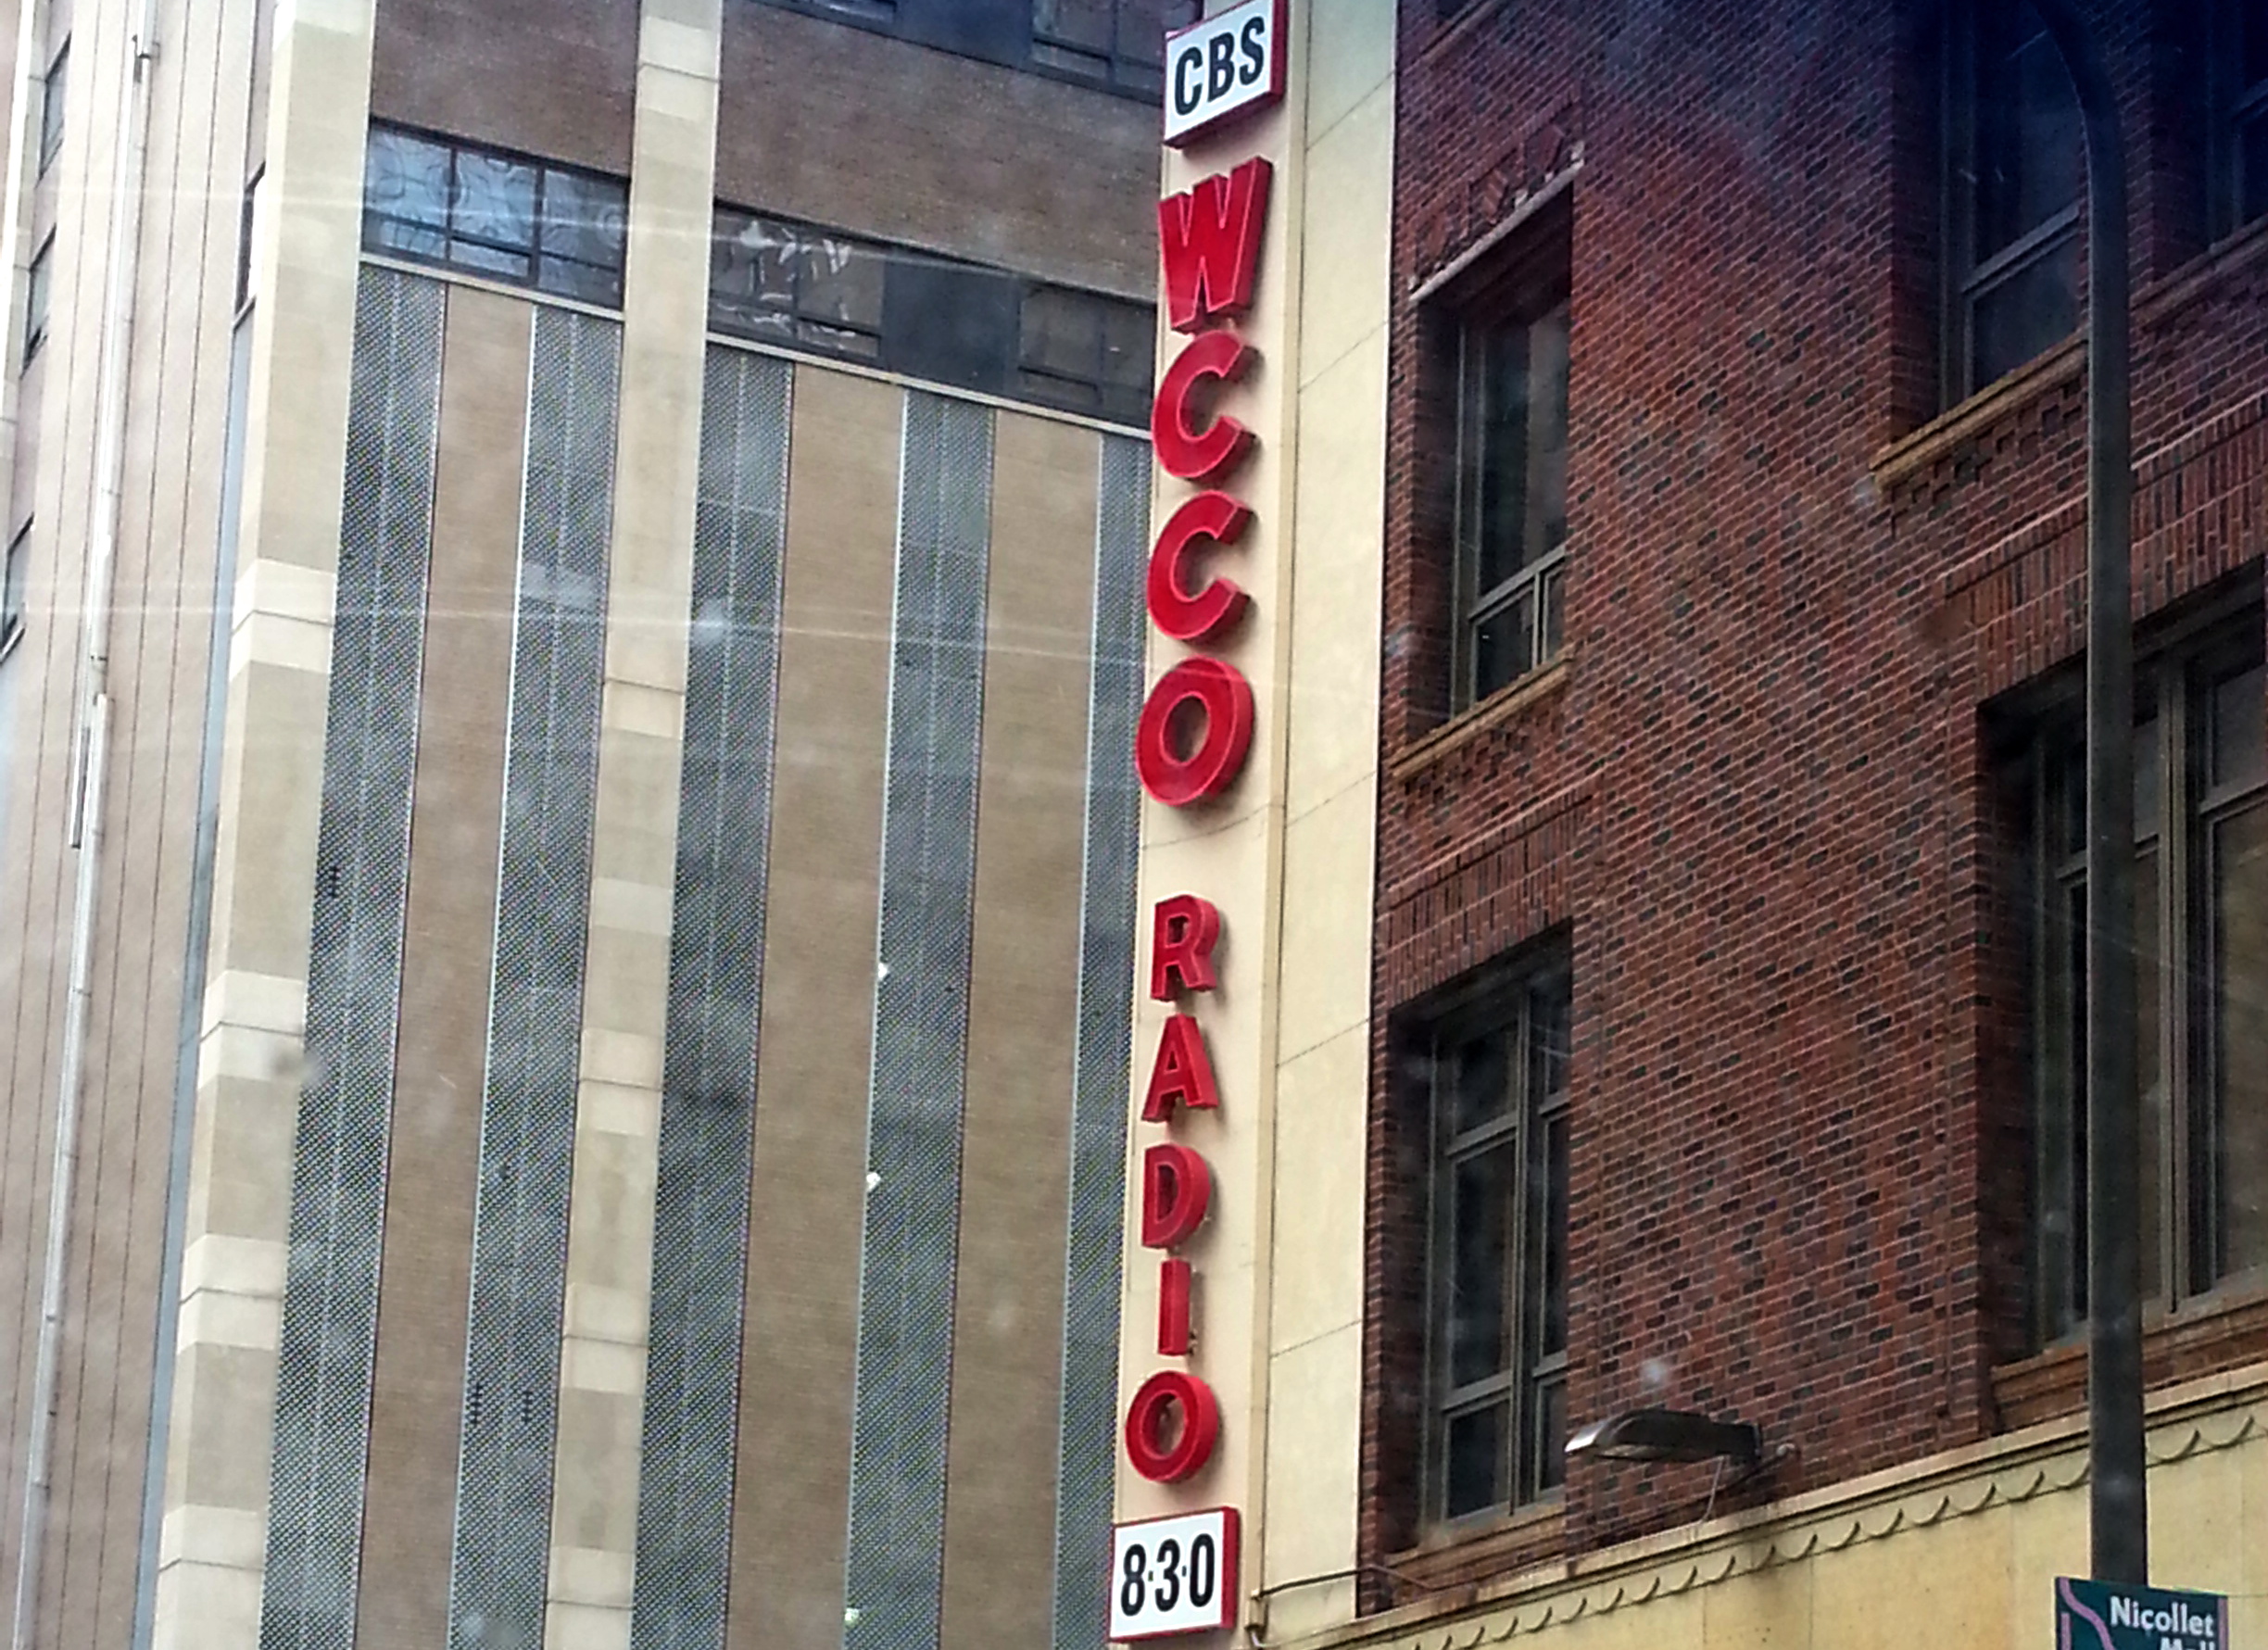 CBS
WCCO
RADIO
8·3·0
Nicollet